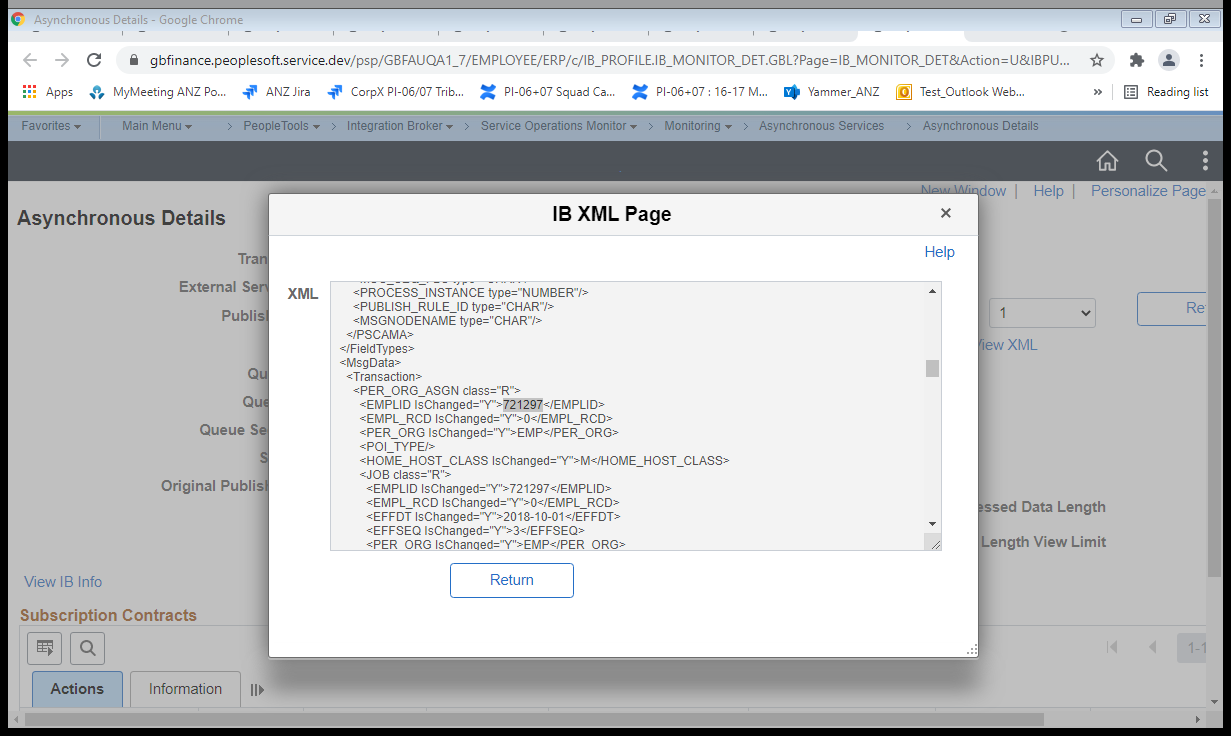 Asynchronous Details - Google Chrome
gbfinance.peoplesoft.service.dev/psp/GBFAUQA1_7/EMPLOYEE/ERP/c/IB_PROFILE.IB_MONITOR_DET.GBL?Page=IB_MONITOR_DET&Action=U&IBPU...
Apps MyMeeting ANZ Po... ANZ Jira CorpX PI-06/07 Trib... PI-06+07 Squad Ca... PI-06+07 : 16-17 M... Yammer_ANZ Test_Outlook Web... » Reading list
Favorites Main Menu > PeopleTools > Integration Broker > Service Operations Monitor > Monitoring > Asynchronous Services > Asynchronous Details
New Window | Help | Personalize Page
Asynchronous Details
IB XML Page
×
Help
Tran
External Serv
Publish
Qu
Que
Queue Se
S
Original Publish
XML
<PROCESS_INSTANCE type="NUMBER"/>
<PUBLISH_RULE_ID type="CHAR"/>
<MSGNODENAME type="CHAR"/>
</PSCAMA>
</FieldTypes>
<MsgData>
<Transaction>
<PER_ORG_ASGN class="R">
<EMPLID IsChanged="Y">721297</EMPLID>
<EMPL_RCD IsChanged="Y">0</EMPL_RCD>
<PER_ORG IsChanged="Y">EMP</PER_ORG>
<POI_TYPE/>
<HOME_HOST_CLASS IsChanged="Y">M</HOME_HOST_CLASS>
<JOB class="R">
<EMPLID IsChanged="Y">721297</EMPLID>
<EMPL_RCD IsChanged="Y">0</EMPL_RCD>
<EFFDT IsChanged="Y">2018-10-01</EFFDT>
<EFFSEQ IsChanged="Y">3</EFFSEQ>
<PER_ORG IsChanged="Y">EMP</PER_ORG>
1
Re
View XML
essed Data Length
Length View Limit
Return
View IB Info
Subscription Contracts
1-1
Actions Information